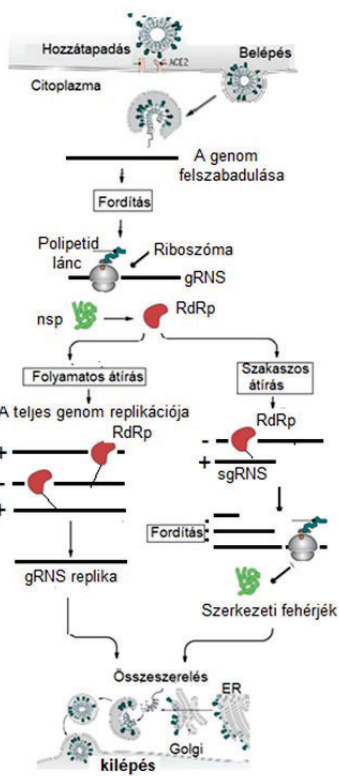 Hozzátapadás
ACE2
Belépés
Citoplazma
A genom
felszabadulása
Fordítás
Polipetid
lánc
Riboszóma
gRNS
nsp
RdRp
Folyamatos átírás
Szakaszos
átírás
A teljes genom replikációja
RdRp
RdRp
+
-
+
-
+
sgRNS
Fordítás
gRNS replika
Szerkezeti fehérjék
Összeszerelés
ER
Golgi
kilépés